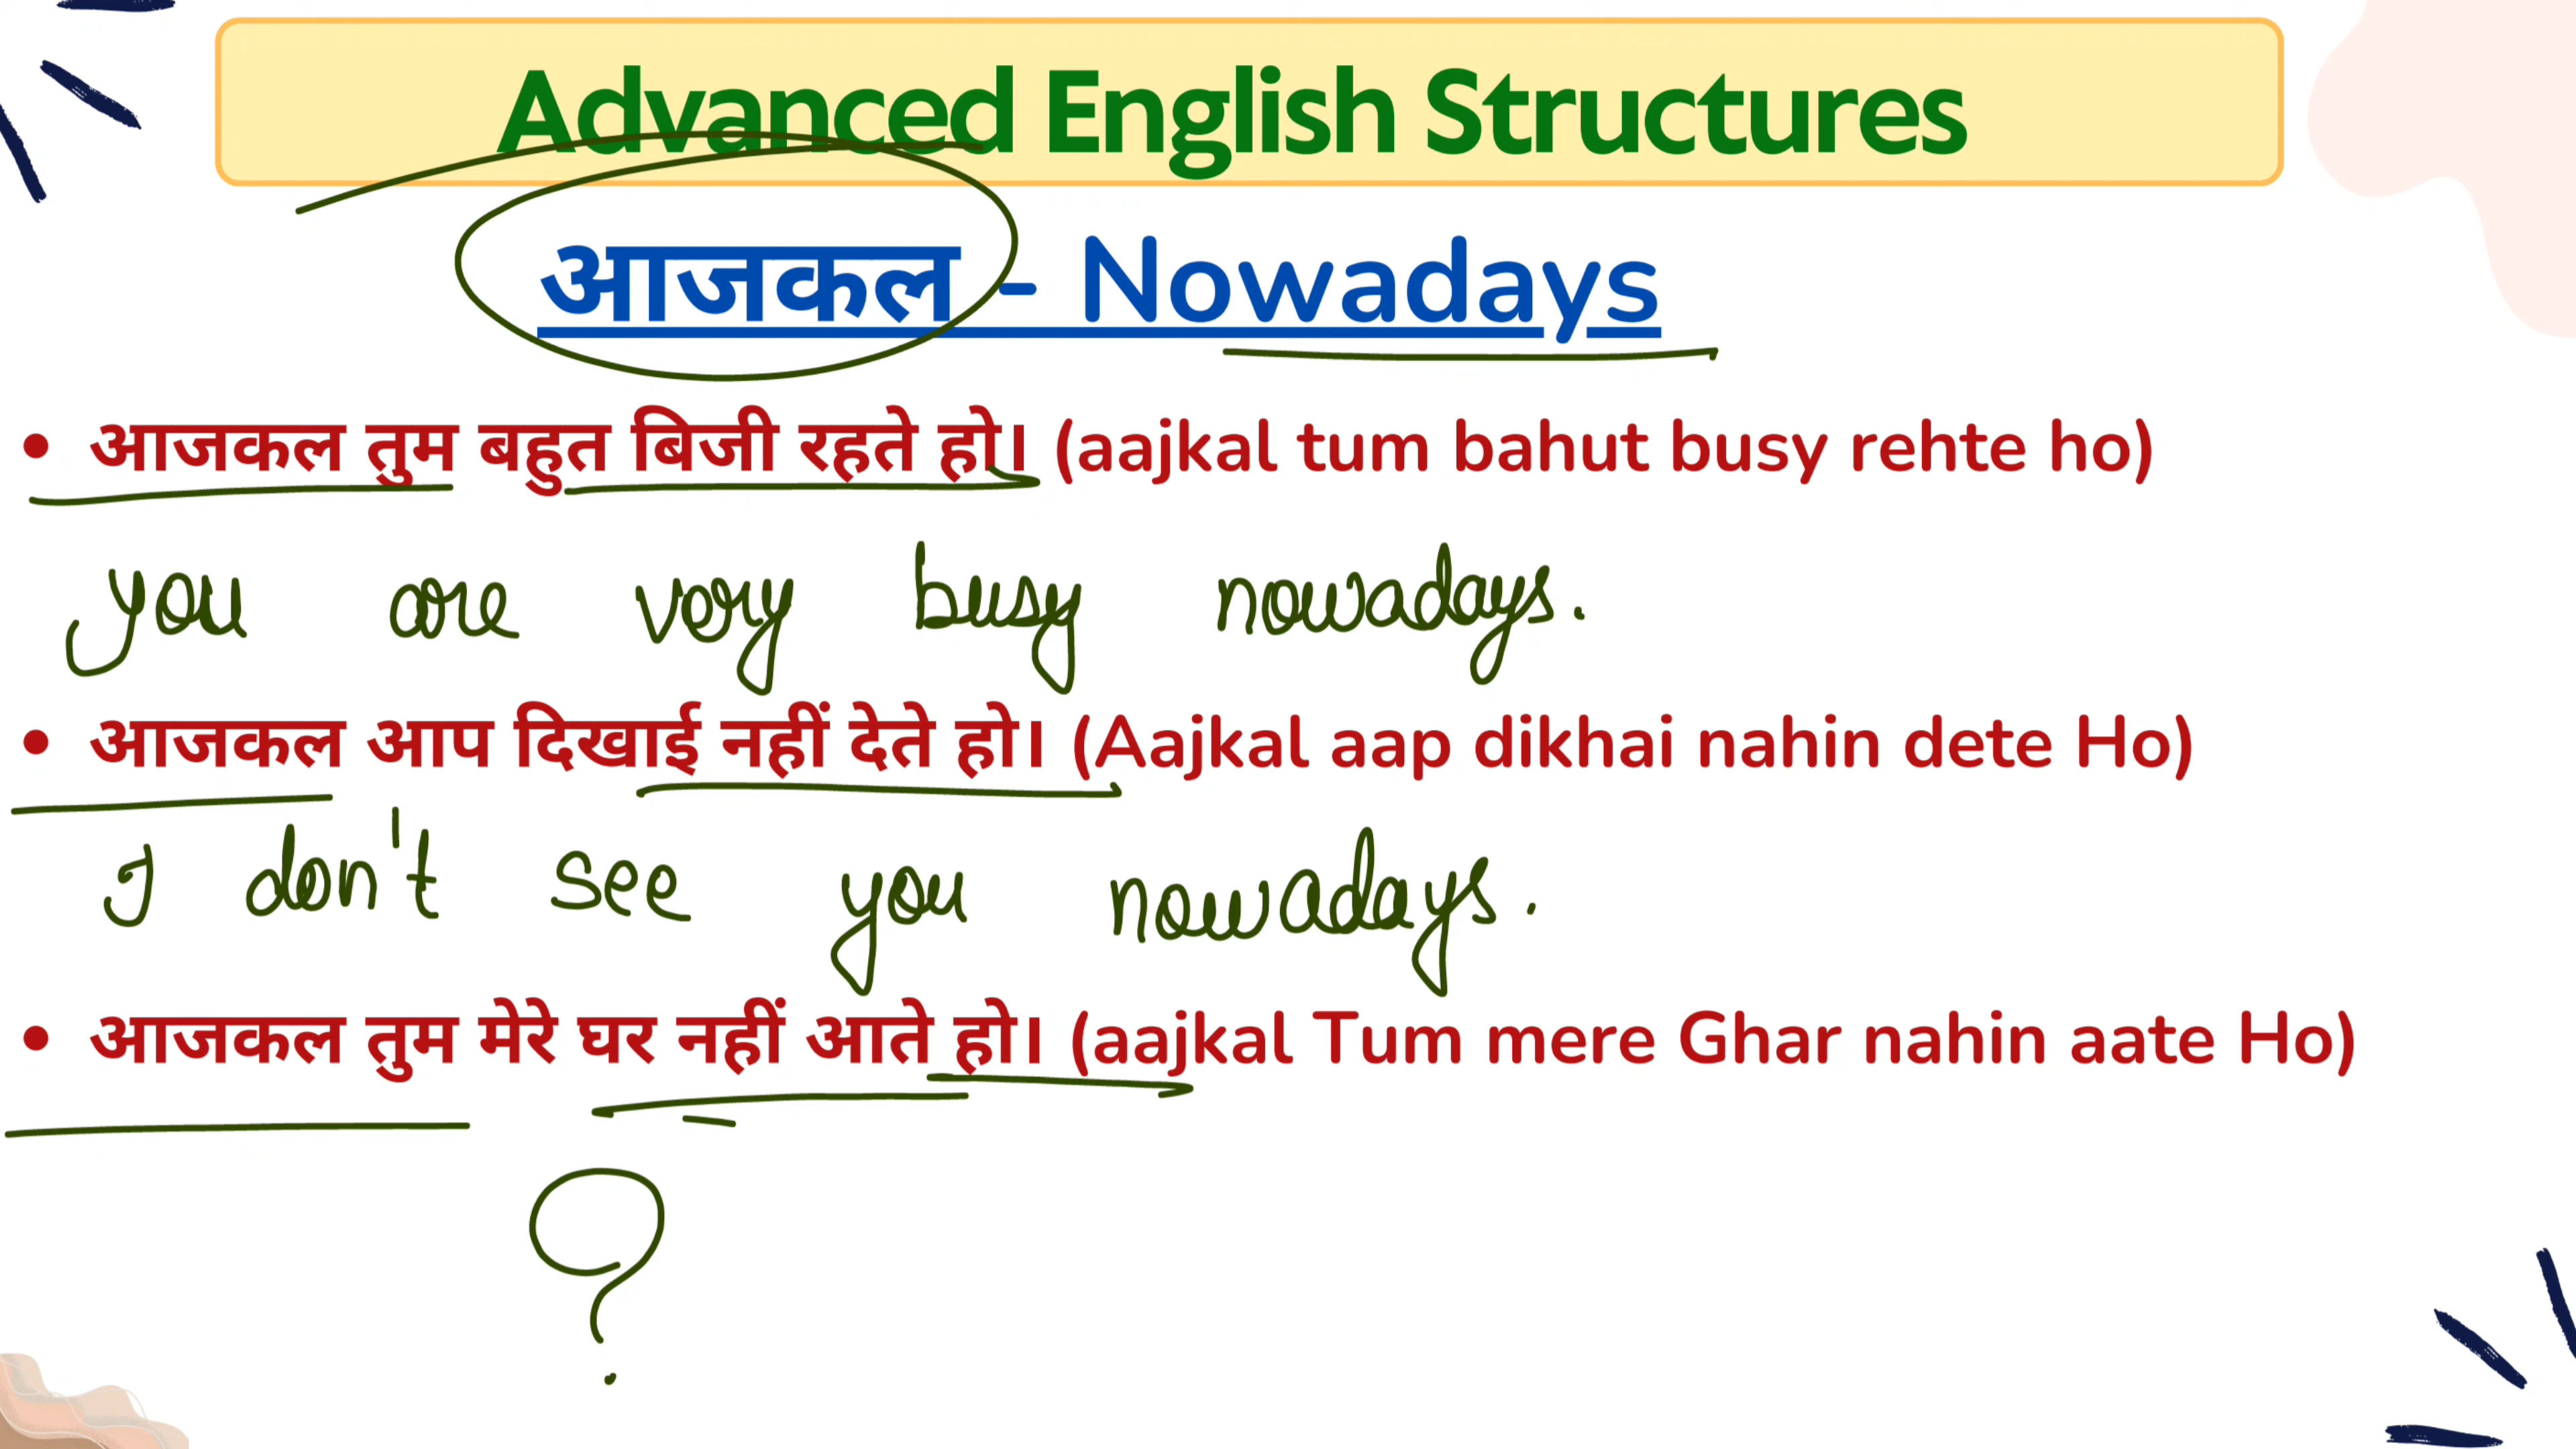 Advanced English Structures
आजकल - Nowadays
• आजकल तुम बहुत बिजी रहते हो। (aajkal tum bahut busy rehte ho)
you are very busy nowadays.
• आजकल आप दिखाई नहीं देते हो। (Aajkal aap dikhai nahin dete Ho)
I don't see you nowadays.
• आजकल तुम मेरे घर नहीं आते हो। (aajkal Tum mere Ghar nahin aate Ho)
?